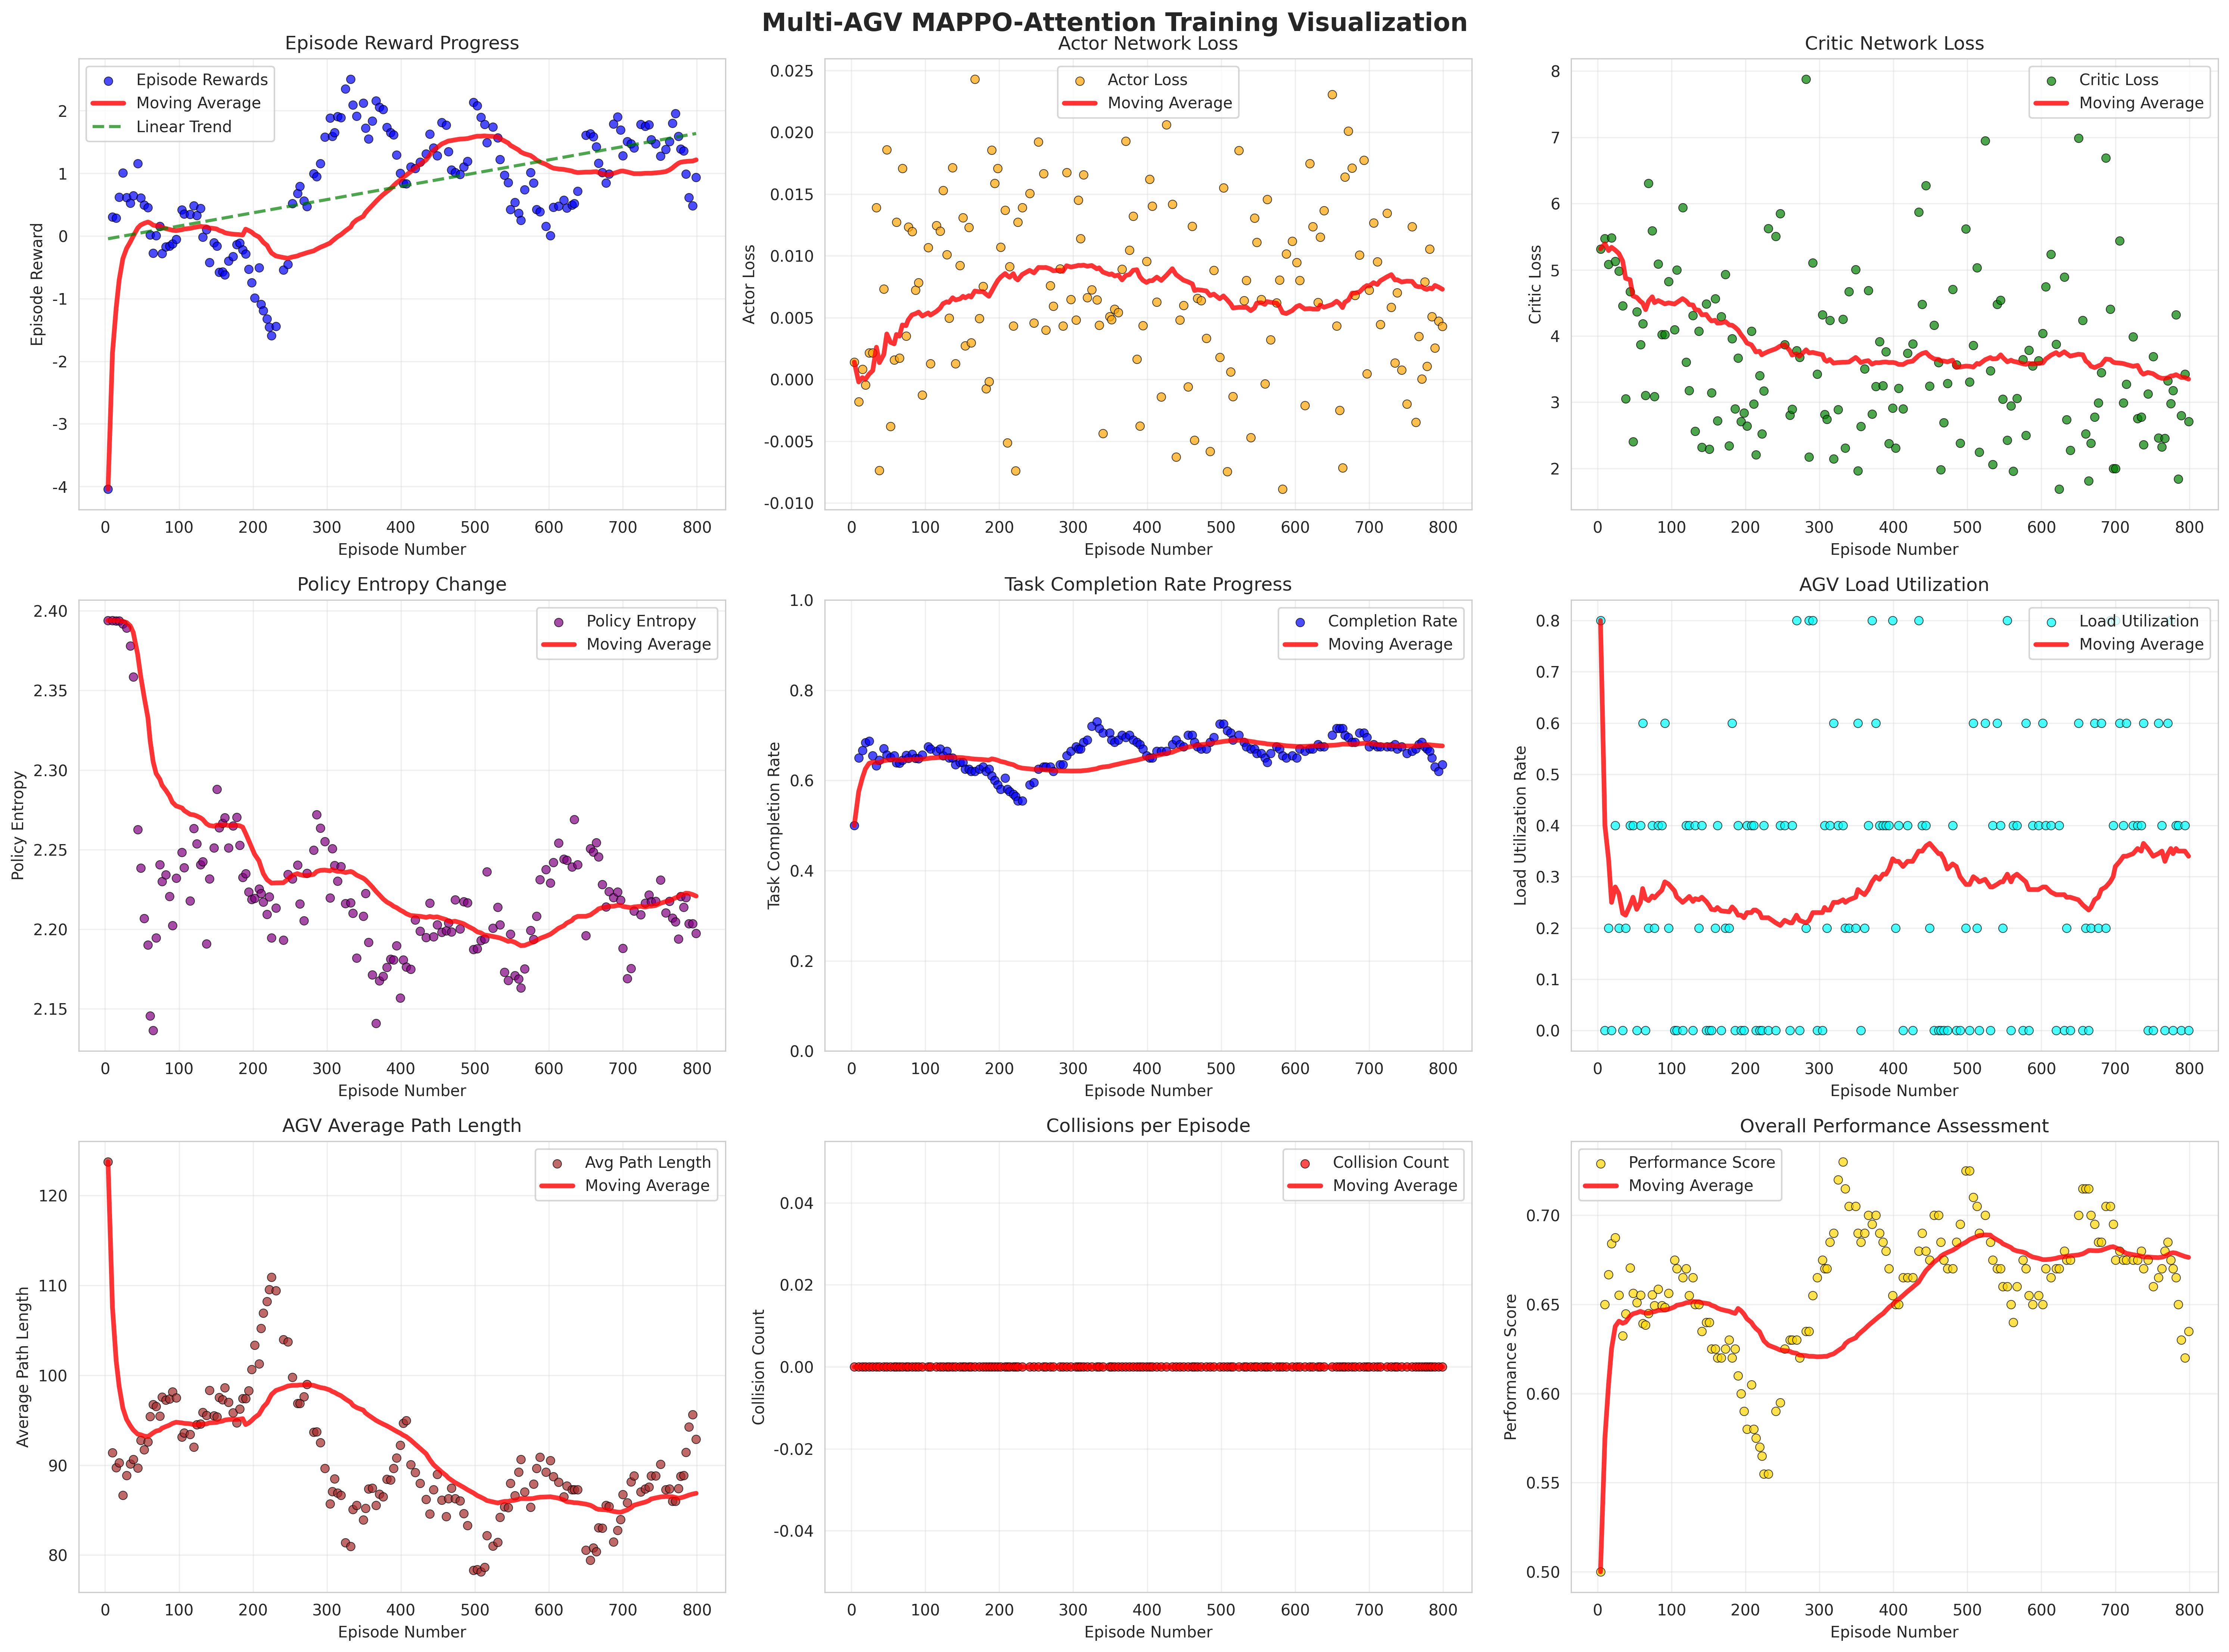 Multi-AGV MAPPO-Attention Training Visualization
Episode Reward Progress
Episode Rewards
Moving Average
Linear Trend
2
1
0
-1
-2
-3
-4
Episode Reward
0 100 200 300 400 500 600 700 800
Episode Number
Actor Network Loss
Actor Loss
Moving Average
0.025
0.020
0.015
0.010
0.005
0.000
-0.005
-0.010
Actor Loss
0 100 200 300 400 500 600 700 800
Episode Number
Critic Network Loss
Critic Loss
Moving Average
8
7
6
5
4
3
2
Critic Loss
0 100 200 300 400 500 600 700 800
Episode Number
Policy Entropy Change
Policy Entropy
Moving Average
2.40
2.35
2.30
2.25
2.20
2.15
Policy Entropy
0 100 200 300 400 500 600 700 800
Episode Number
Task Completion Rate Progress
Completion Rate
Moving Average
1.0
0.8
0.6
0.4
0.2
0.0
Task Completion Rate
0 100 200 300 400 500 600 700 800
Episode Number
AGV Load Utilization
Load Utilization
Moving Average
0.8
0.7
0.6
0.5
0.4
0.3
0.2
0.1
0.0
Load Utilization Rate
0 100 200 300 400 500 600 700 800
Episode Number
AGV Average Path Length
Avg Path Length
Moving Average
120
110
100
90
80
Average Path Length
0 100 200 300 400 500 600 700 800
Episode Number
Collisions per Episode
Collision Count
Moving Average
0.04
0.02
0.00
-0.02
-0.04
Collision Count
0 100 200 300 400 500 600 700 800
Episode Number
Overall Performance Assessment
Performance Score
Moving Average
0.70
0.65
0.60
0.55
0.50
Performance Score
0 100 200 300 400 500 600 700 800
Episode Number